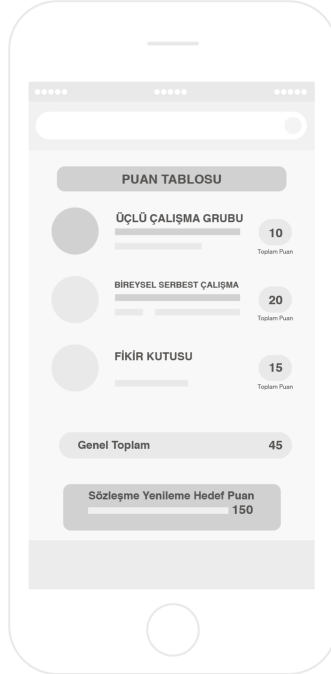 PUAN TABLOSU
ÜÇLÜ ÇALIŞMA GRUBU
10
Toplam Puan
BİREYSEL SERBEST ÇALIŞMA
20
Toplam Puan
FİKİR KUTUSU
15
Toplam Puan
Genel Toplam 45
Sözleşme Yenileme Hedef Puan
150